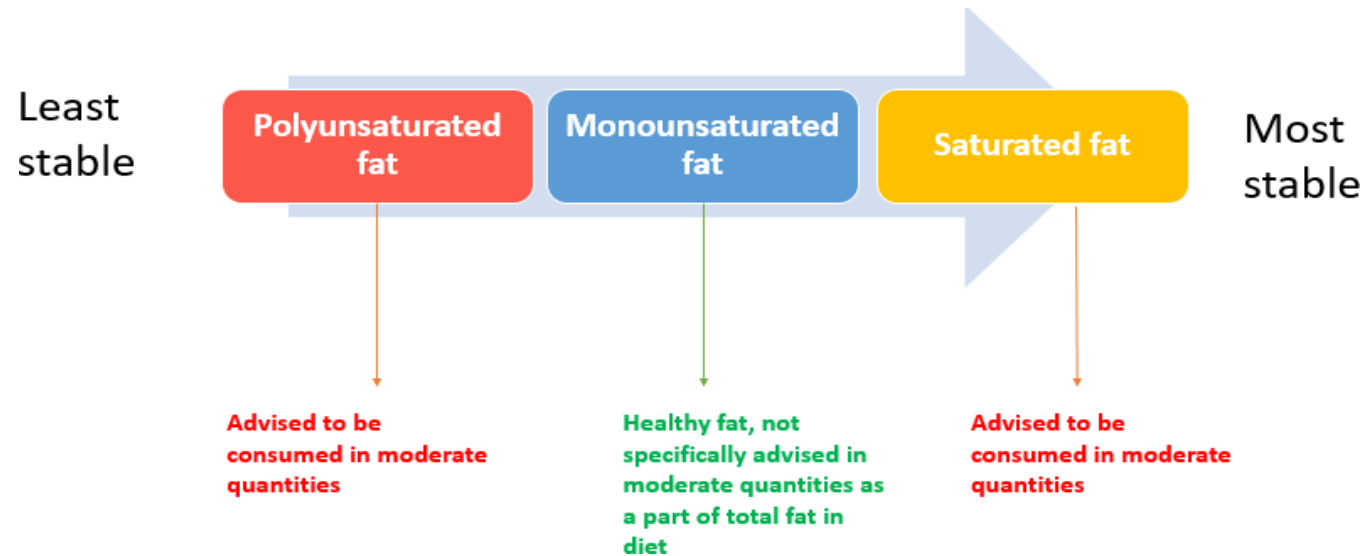 Least
stable
Polyunsaturated
fat
Monounsaturated
fat
Saturated fat
Most
stable
Advised to be
consumed in moderate
quantities
Healthy fat, not
specifically advised in
moderate quantities as
a part of total fat in
diet
Advised to be
consumed in moderate
quantities